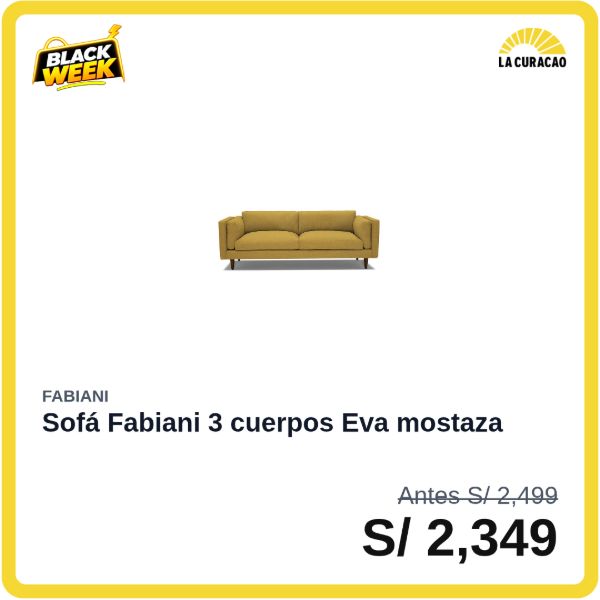 BLACK
WEEK
LA CURACAO
FABIANI
Sofá Fabiani 3 cuerpos Eva mostaza
Antes S/ 2,499
S/ 2,349